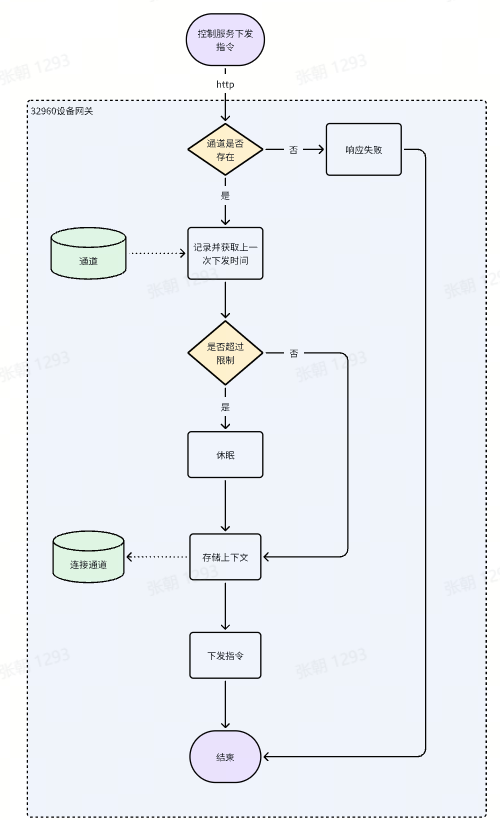 控制服务下发
指令
http
32960设备网关
通道是否
存在
否
响应失败
是
通道
记录并获取上一
次下发时间
是否超过
限制
否
是
休眠
连接通道
存储上下文
下发指令
结束
张朝 1293
张朝 1293
张朝 1293
张朝 1293
张朝 1293
张朝 1293
张朝 1293
张朝 1293
张朝 1293
张朝 1293